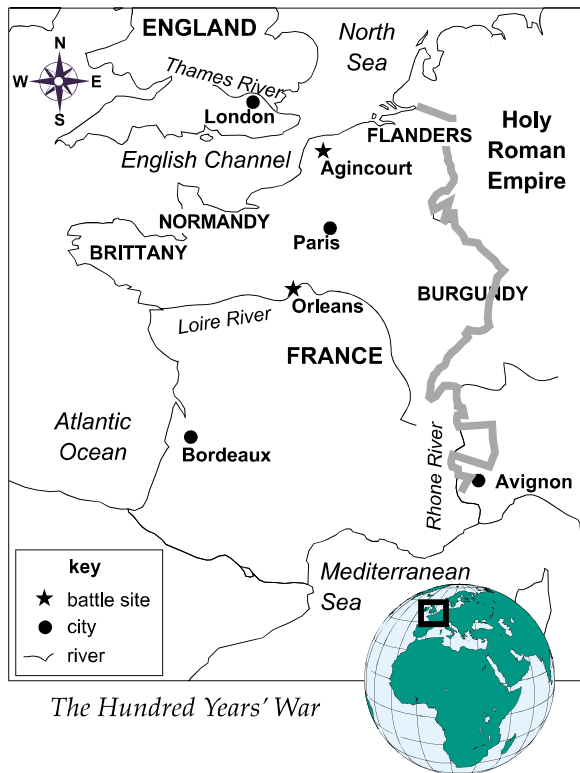 ENGLAND
North
Sea
N
W E
S
Thames River
London
FLANDERS
Holy
Roman
Empire
English Channel
Agincourt
NORMANDY
Paris
BRITTANY
BURGUNDY
Loire River
Orleans
FRANCE
Atlantic
Ocean
Bordeaux
Rhone River
Avignon
key
battle site
city
river
Mediterranean
Sea
The Hundred Years' War